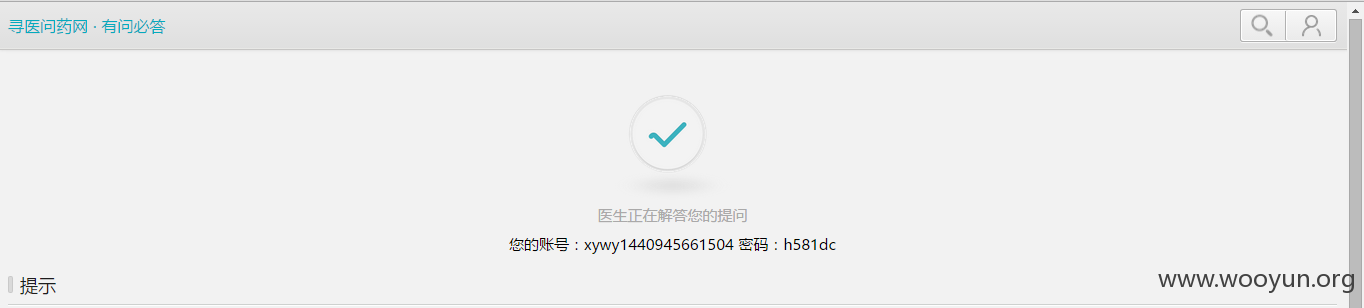 寻医问药网 · 有问必答
医生正在解答您的提问
您的账号：xywy1440945661504 密码：h581dc
提示
www.wooyun.org